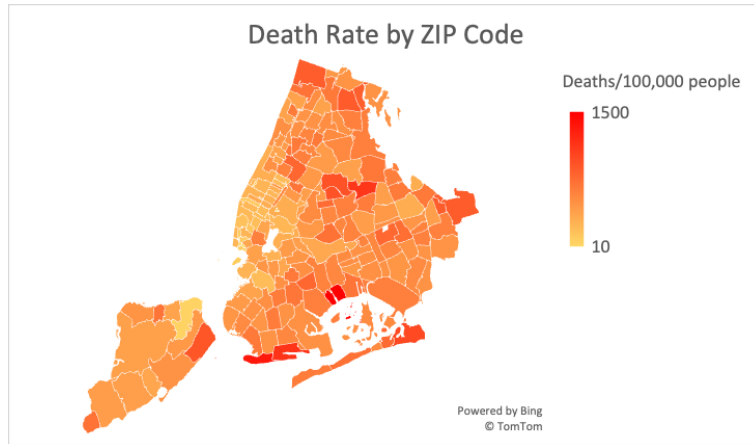 Death Rate by ZIP Code
Deaths/100,000 people
1500
10
Powered by Bing
© TomTom